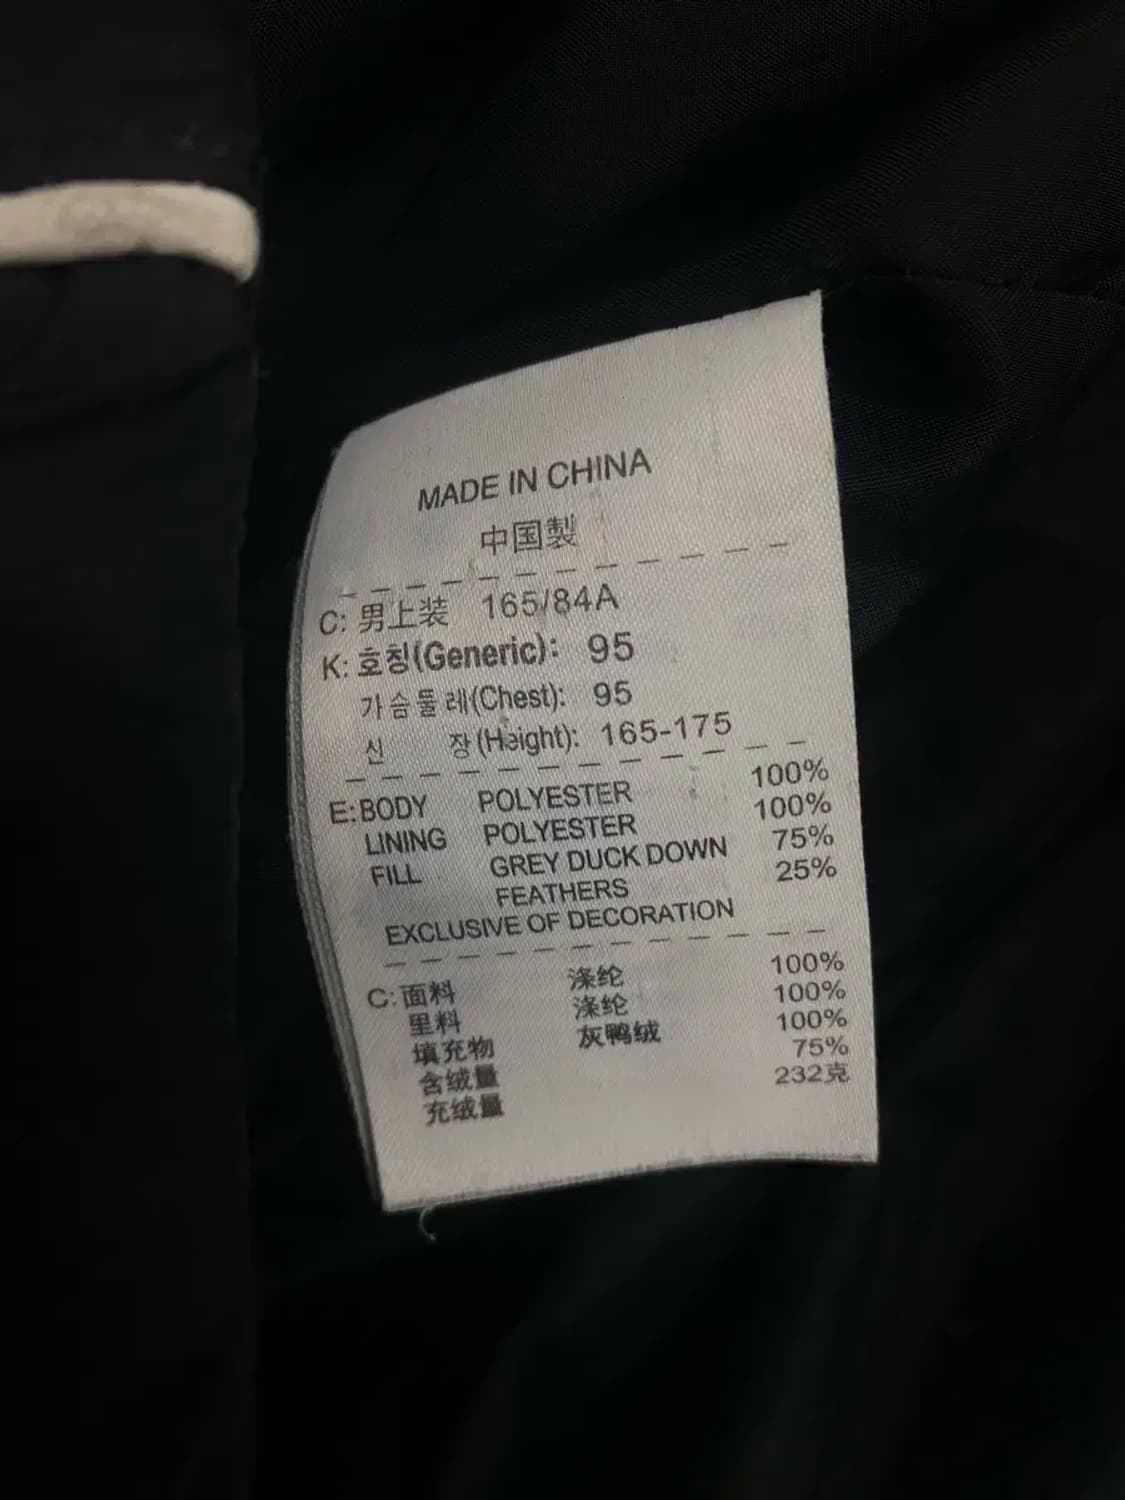 MADE IN CHINA
中国製
C: 男上装 165/84A
K: 호칭(Generic): 95
가슴둘레(Chest): 95
신 장(Height): 165-175
E: BODY POLYESTER 100%
LINING POLYESTER 100%
FILL GREY DUCK DOWN 75%
FEATHERS 25%
EXCLUSIVE OF DECORATION
C: 面料 涤纶 100%
里料 涤纶 100%
填充物 灰鸭绒 100%
含绒量 75%
充绒量 232克